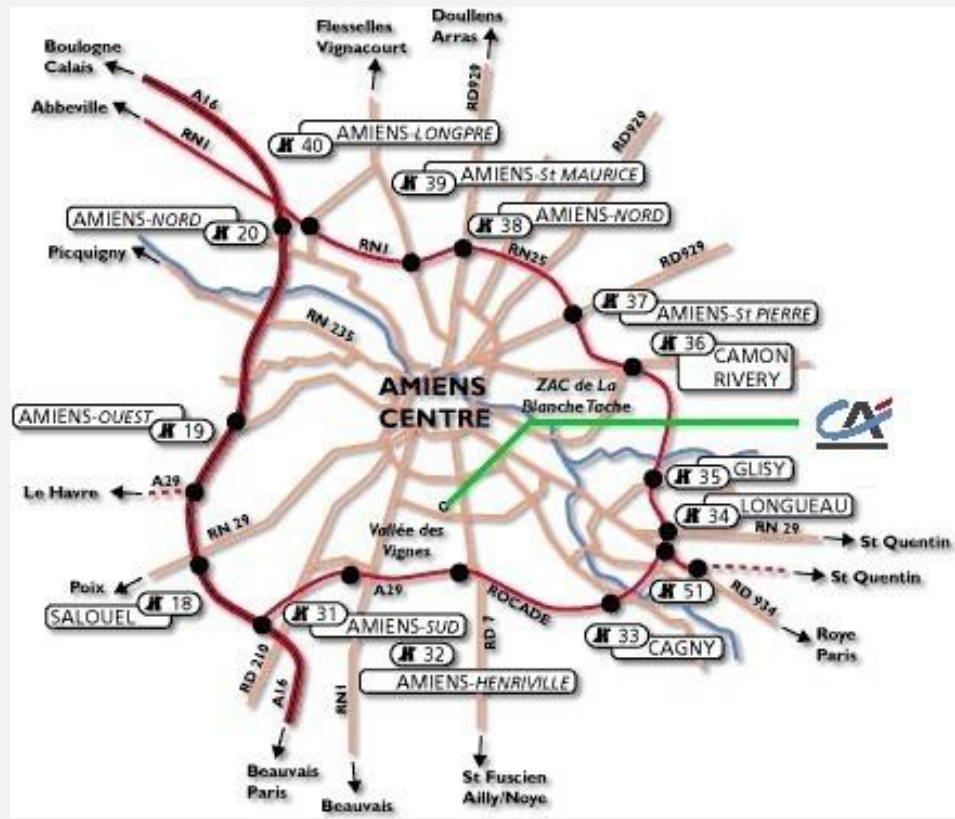 Flesselles
Vignacourt
Doullens
Arras
Boulogne
Calais
Abbeville
A16
RN1
RD929
RD929
40
AMIENS-LONGPRE
39
AMIENS-St MAURICE
38
AMIENS-NORD
AMIENS-NORD
20
Picquigny
RN1
RN25
RD929
37
AMIENS-St PIERRE
RN 235
36
CAMON
RIVERY
AMIENS
CENTRE
ZAC de La
Blanche Tache
CA
AMIENS-OUEST
19
35
GLISY
Le Havre
A29
34
LONGUEAU
RN 29
RN 29
St Quentin
Vallée des
Vignes
Poix
SALOUEL
18
A29
ROCADE
51
St Quentin
RD 934
31
AMIENS-SUD
33
CAGNY
Roye
Paris
32
AMIENS-HENRIVILLE
RD 210
A16
RN1
RD 7
Beauvais
Paris
Beauvais
St Fuscien
Ailly/Noye